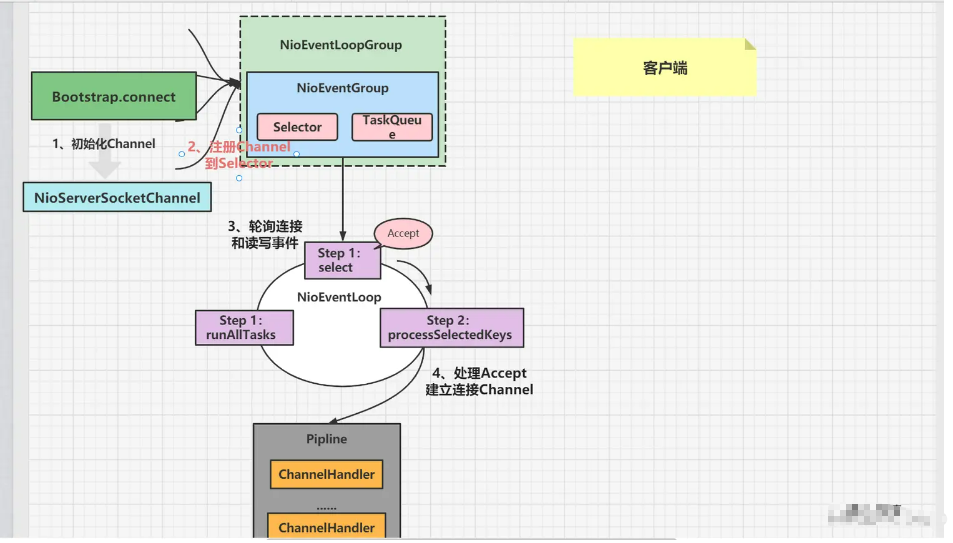 NioEventLoopGroup
客户端
NioEventGroup
Bootstrap.connect
Selector
TaskQueu
e
1、初始化Channel
2、注册Channel
到Selector
NioServerSocketChannel
3、轮询连接
和读写事件
Accept
Step 1:
select
NioEventLoop
Step 1:
runAllTasks
Step 2:
processSelectedKeys
4、处理Accept
建立连接Channel
Pipline
ChannelHandler
......
ChannelHandler